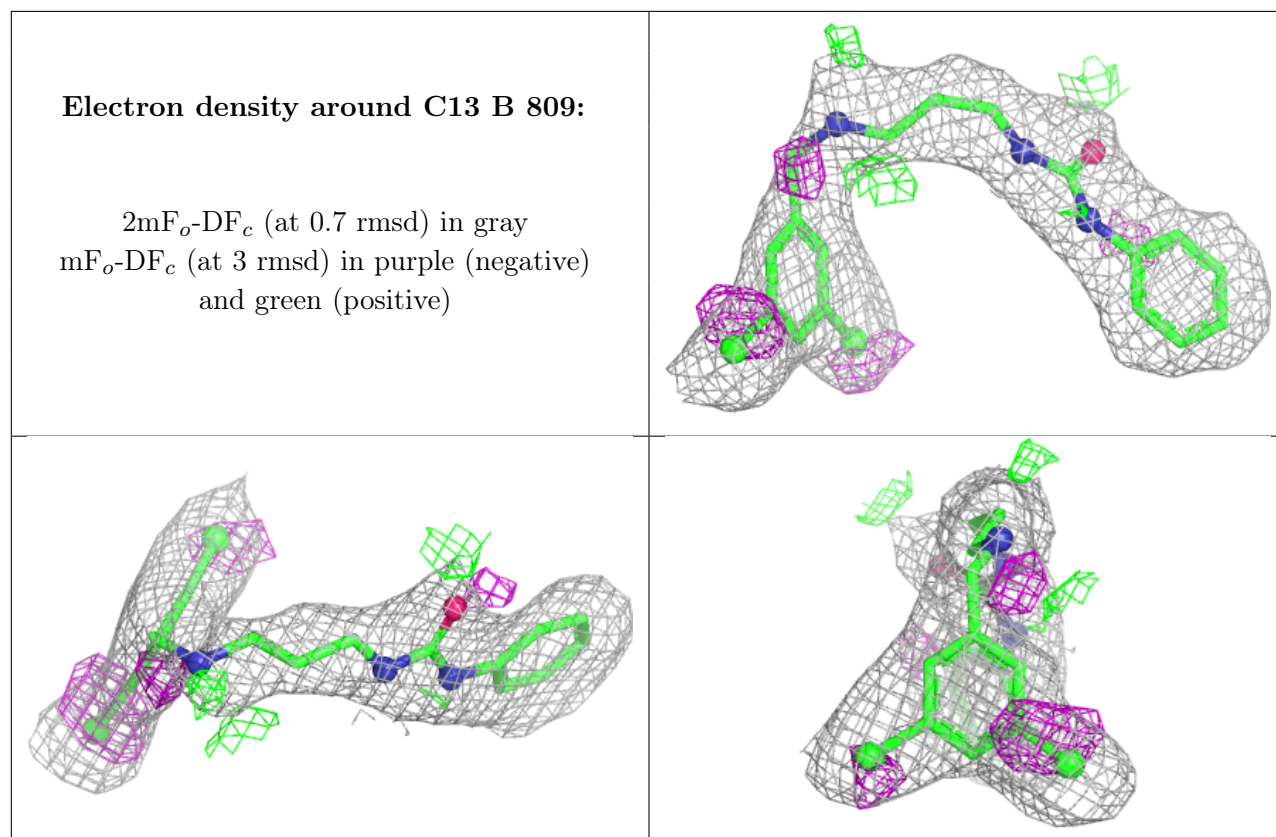 Electron density around C13 B 809:
2mFₒ-DF𝒸 (at 0.7 rmsd) in gray
mFₒ-DF𝒸 (at 3 rmsd) in purple (negative)
and green (positive)